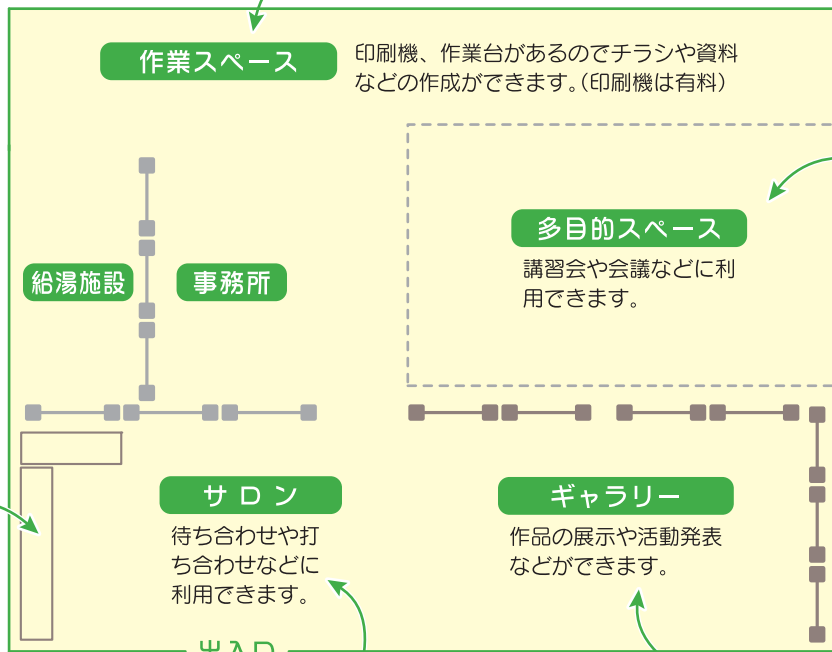 作業スペース
印刷機、作業台があるのでチラシや資料
などの作成ができます。(印刷機は有料)
多目的スペース
講習会や会議などに利
用できます。
給湯施設
事務所
サロン
待ち合わせや打
ち合わせなどに
利用できます。
ギャラリー
作品の展示や活動発表
などができます。
出入口